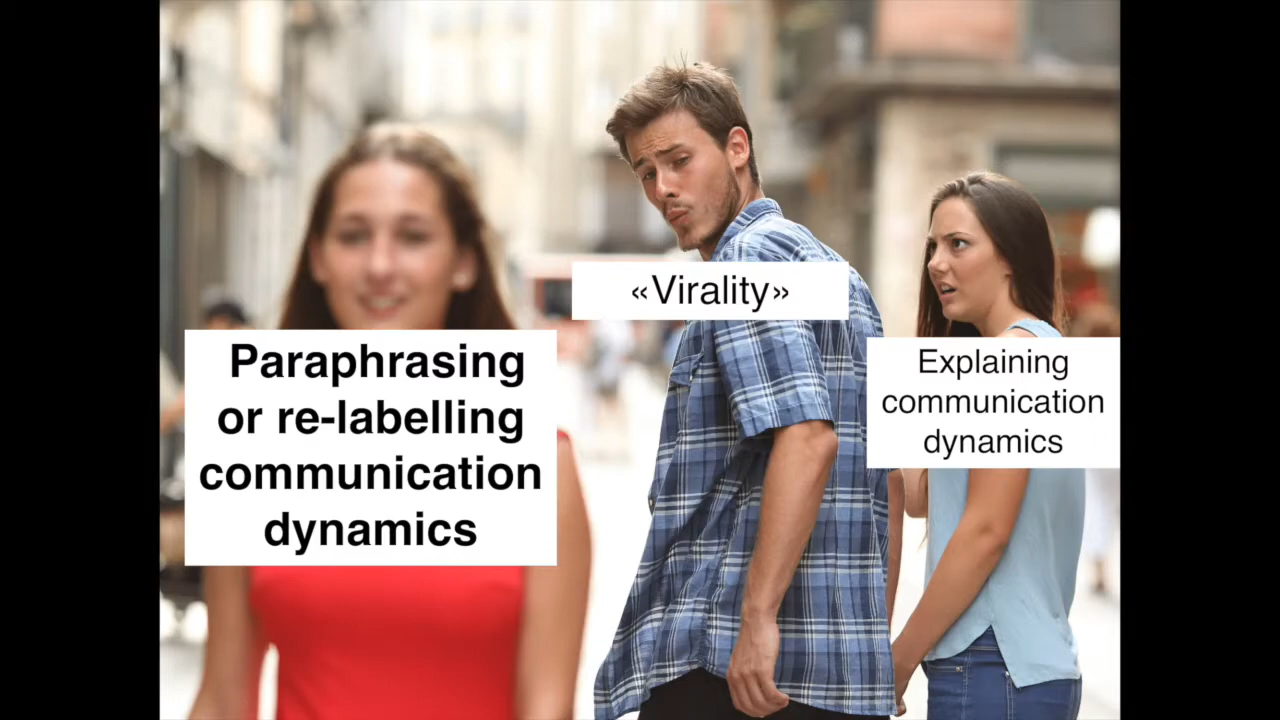 «Virality»
Paraphrasing
or re-labelling
communication
dynamics
Explaining
communication
dynamics